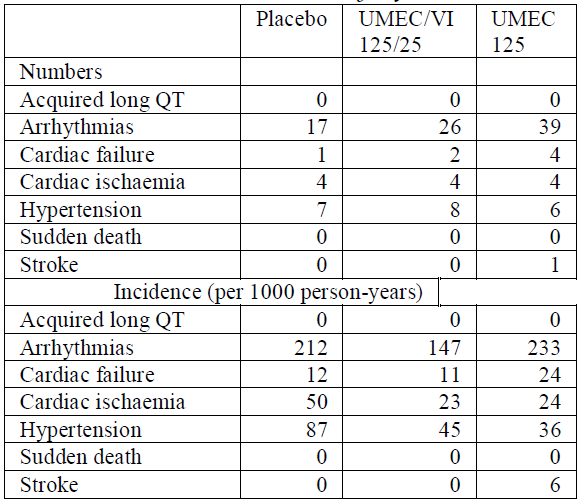 Placebo UMEC/VI 125/25 UMEC 125
Numbers
Acquired long QT 0 0 0
Arrhythmias 17 26 39
Cardiac failure 1 2 4
Cardiac ischaemia 4 4 4
Hypertension 7 8 6
Sudden death 0 0 0
Stroke 0 0 1
Incidence (per 1000 person-years)
Acquired long QT 0 0 0
Arrhythmias 212 147 233
Cardiac failure 12 11 24
Cardiac ischaemia 50 23 24
Hypertension 87 45 36
Sudden death 0 0 0
Stroke 0 0 6